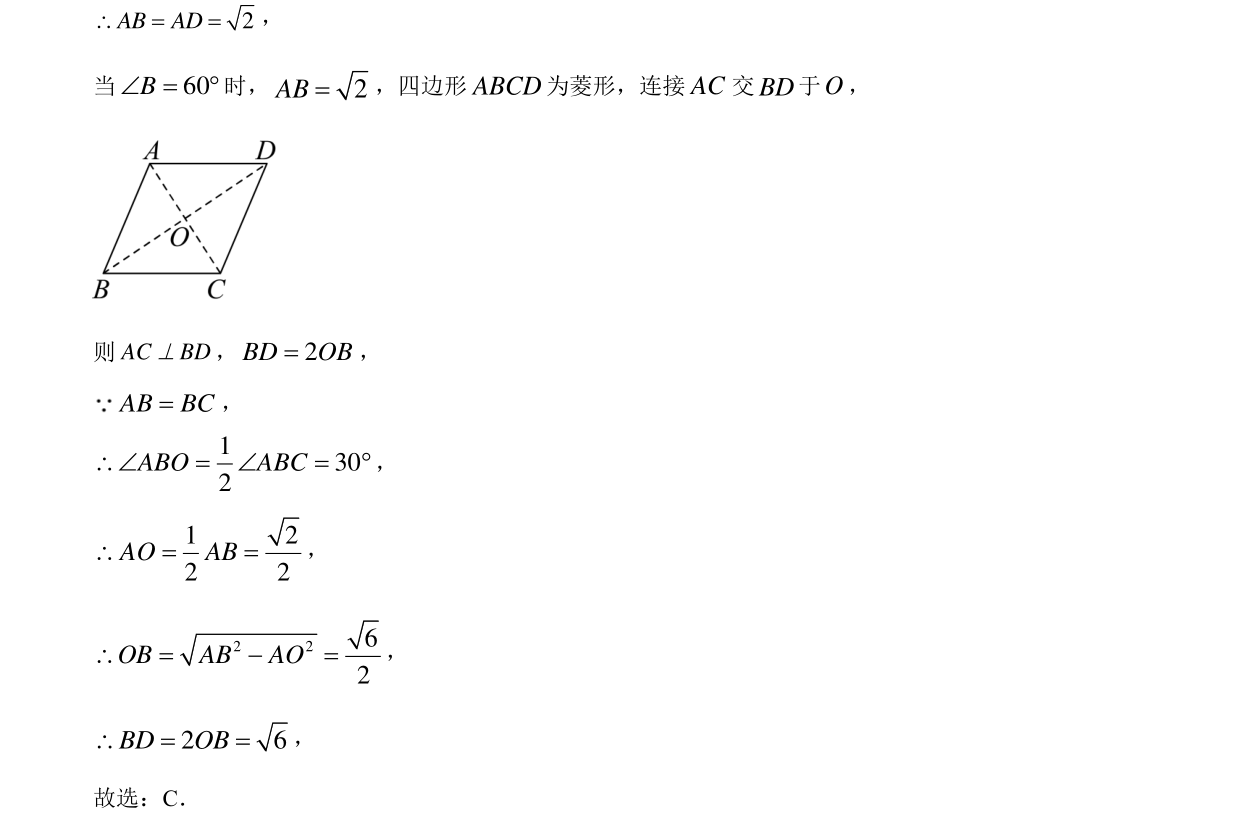 ∴AB = AD = √2，
当∠B = 60°时，AB = √2，四边形ABCD为菱形，连接AC交BD于O，
A D
O
B C
则AC ⊥ BD，BD = 2OB，
∵AB = BC，
∴∠ABO = 1/2 ∠ABC = 30°，
∴AO = 1/2 AB = √2/2，
∴OB = √(AB² − AO²) = √6/2，
∴BD = 2OB = √6，
故选：C．